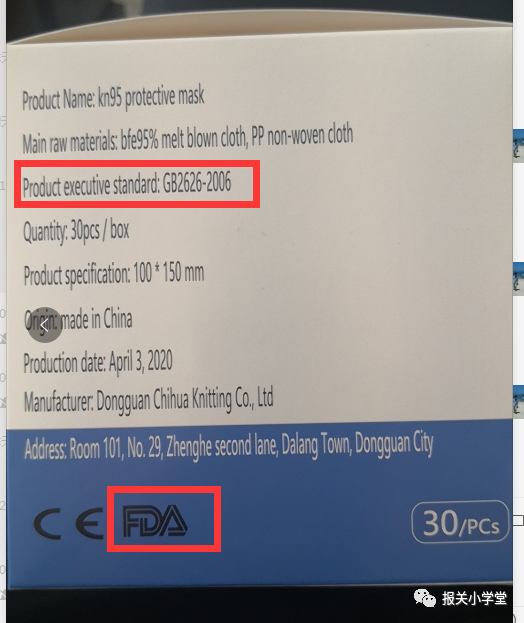 Product Name: kn95 protective mask
Main raw materials: bfe95% melt blown cloth, PP non-woven cloth
Product executive standard: GB2626-2006
Quantity: 30pcs / box
Product specification: 100 * 150 mm
Origin: made in China
Production date: April 3, 2020
Manufacturer: Dongguan Chihua Knitting Co., Ltd
Address: Room 101, No. 29, Zhenghe second lane, Dalang Town, Dongguan City
CE FDA
30/PCs
报关小学堂